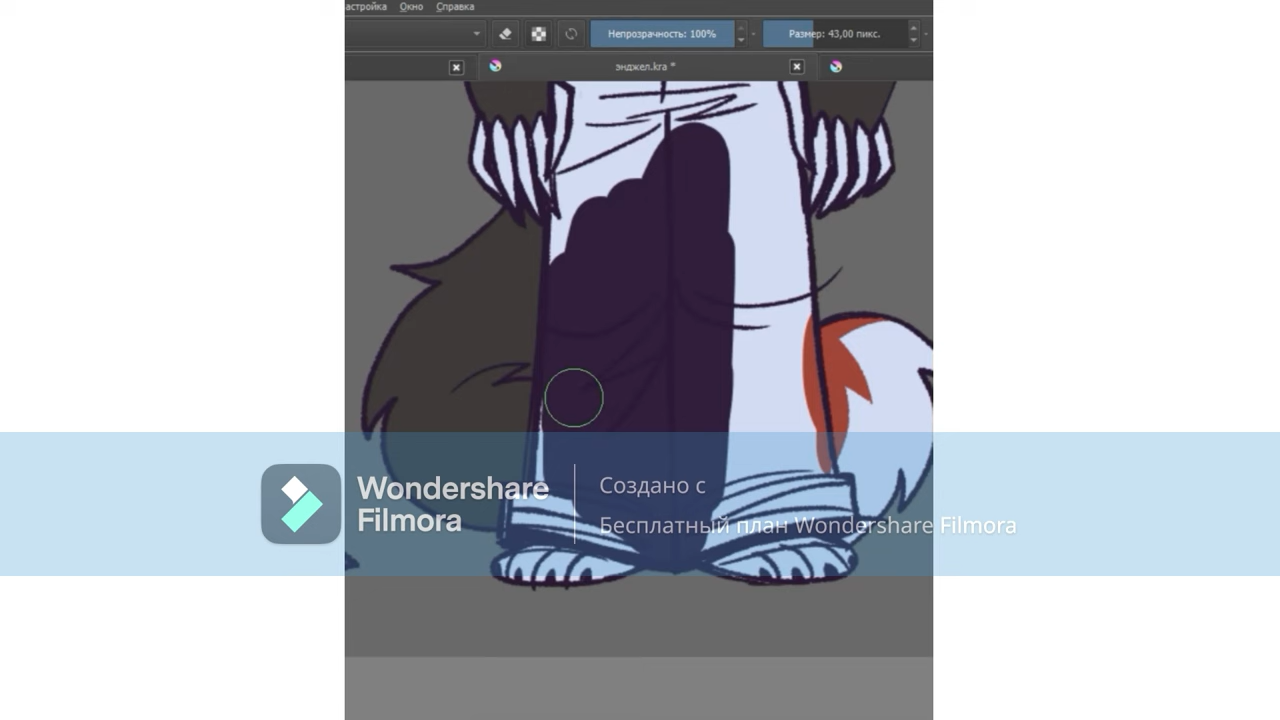 астройка Окно Справка
Непрозрачность: 100% Размер: 43,00 пикс.
энджел.kra *
Wondershare
Filmora
Создано с
Бесплатный план Wondershare Filmora